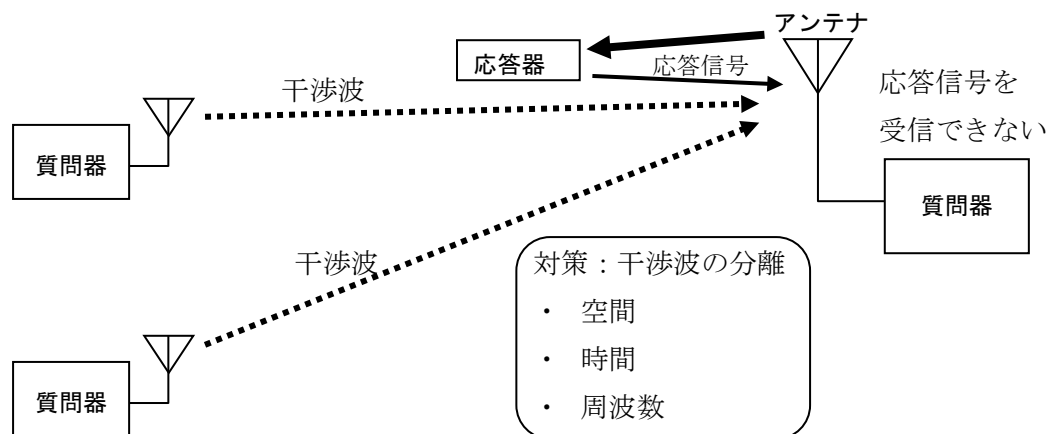 アンテナ
応答器
応答信号
干渉波
応答信号を
受信できない
質問器
質問器
干渉波
対策：干渉波の分離
・ 空間
・ 時間
・ 周波数
質問器